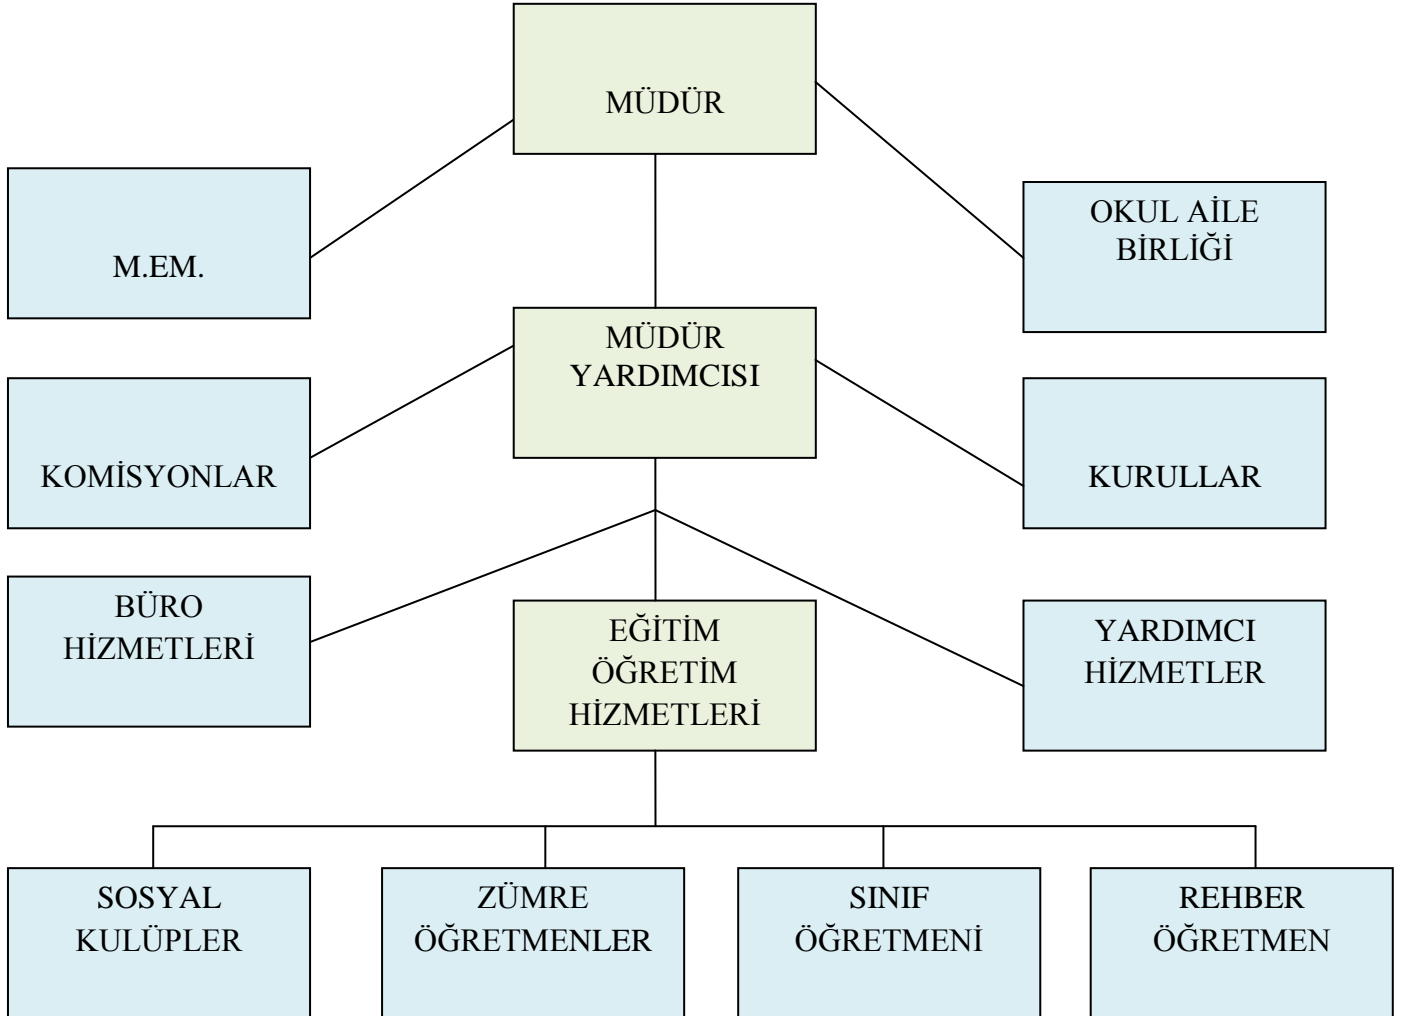 MÜDÜR
M.EM.
OKUL AİLE
BİRLİĞİ
MÜDÜR
YARDIMCISI
KOMİSYONLAR
KURULLAR
BÜRO
HİZMETLERİ
EĞİTİM
ÖĞRETİM
HİZMETLERİ
YARDIMCI
HİZMETLER
SOSYAL
KULÜPLER
ZÜMRE
ÖĞRETMENLER
SINIF
ÖĞRETMENİ
REHBER
ÖĞRETMEN